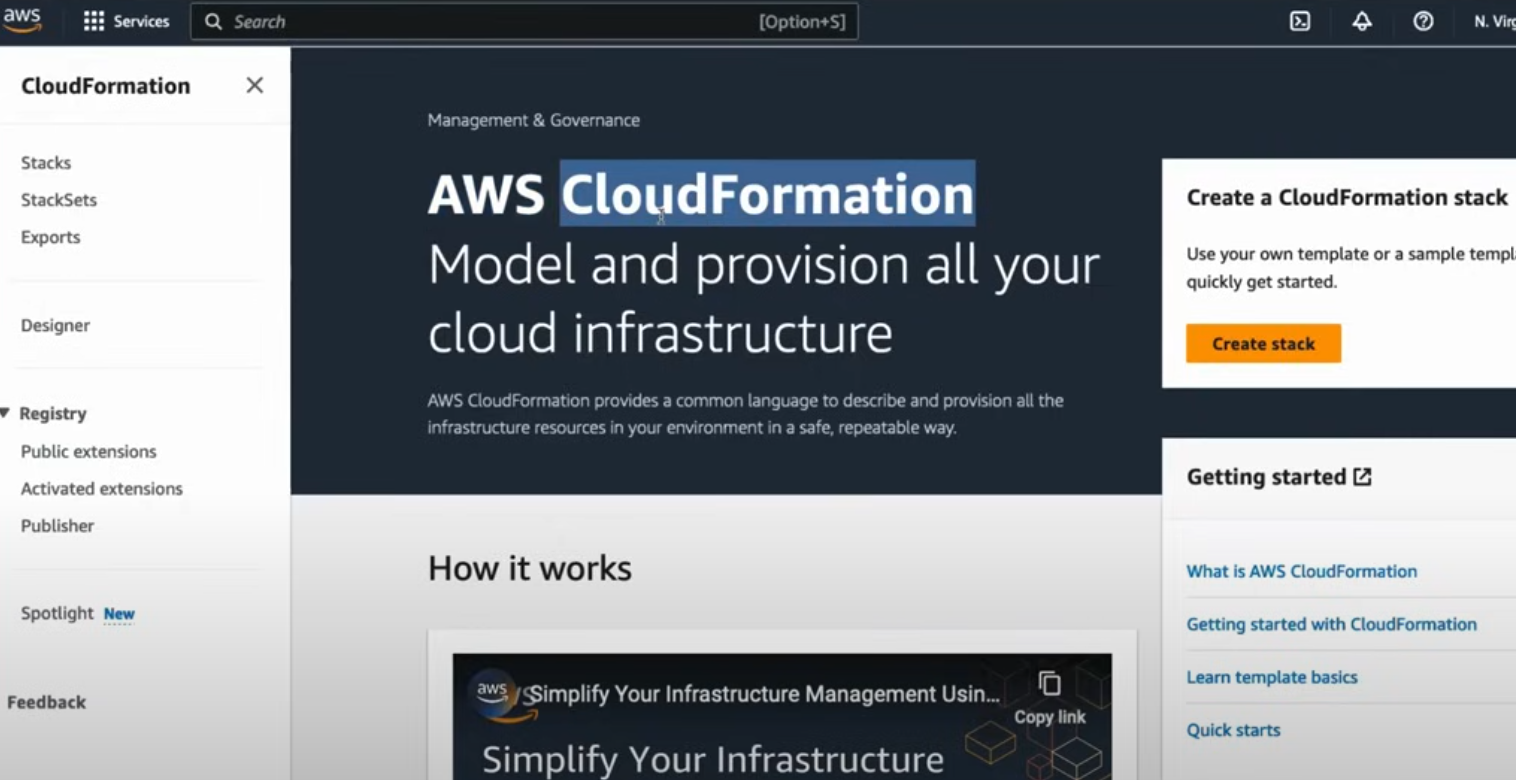 aws
Services
Search
[Option+S]
CloudFormation
Stacks
StackSets
Exports
Designer
Registry
Public extensions
Activated extensions
Publisher
Spotlight New
Feedback
Management & Governance
AWS CloudFormation
Model and provision all your
cloud infrastructure
AWS CloudFormation provides a common language to describe and provision all the
infrastructure resources in your environment in a safe, repeatable way.
How it works
aws
Simplify Your Infrastructure Management Usin...
Copy link
Simplify Your Infrastructure
Create a CloudFormation stack
Use your own template or a sample
quickly get started.
Create stack
Getting started
What is AWS CloudFormation
Getting started with CloudFormation
Learn template basics
Quick starts